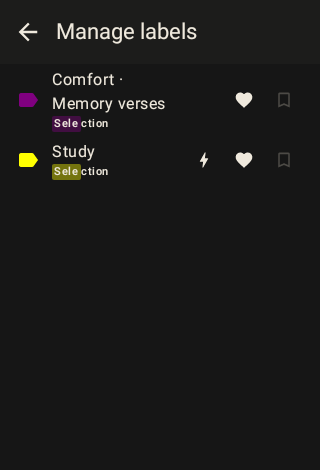 Manage labels
Comfort ·
Memory verses
Selection
Study
Selection